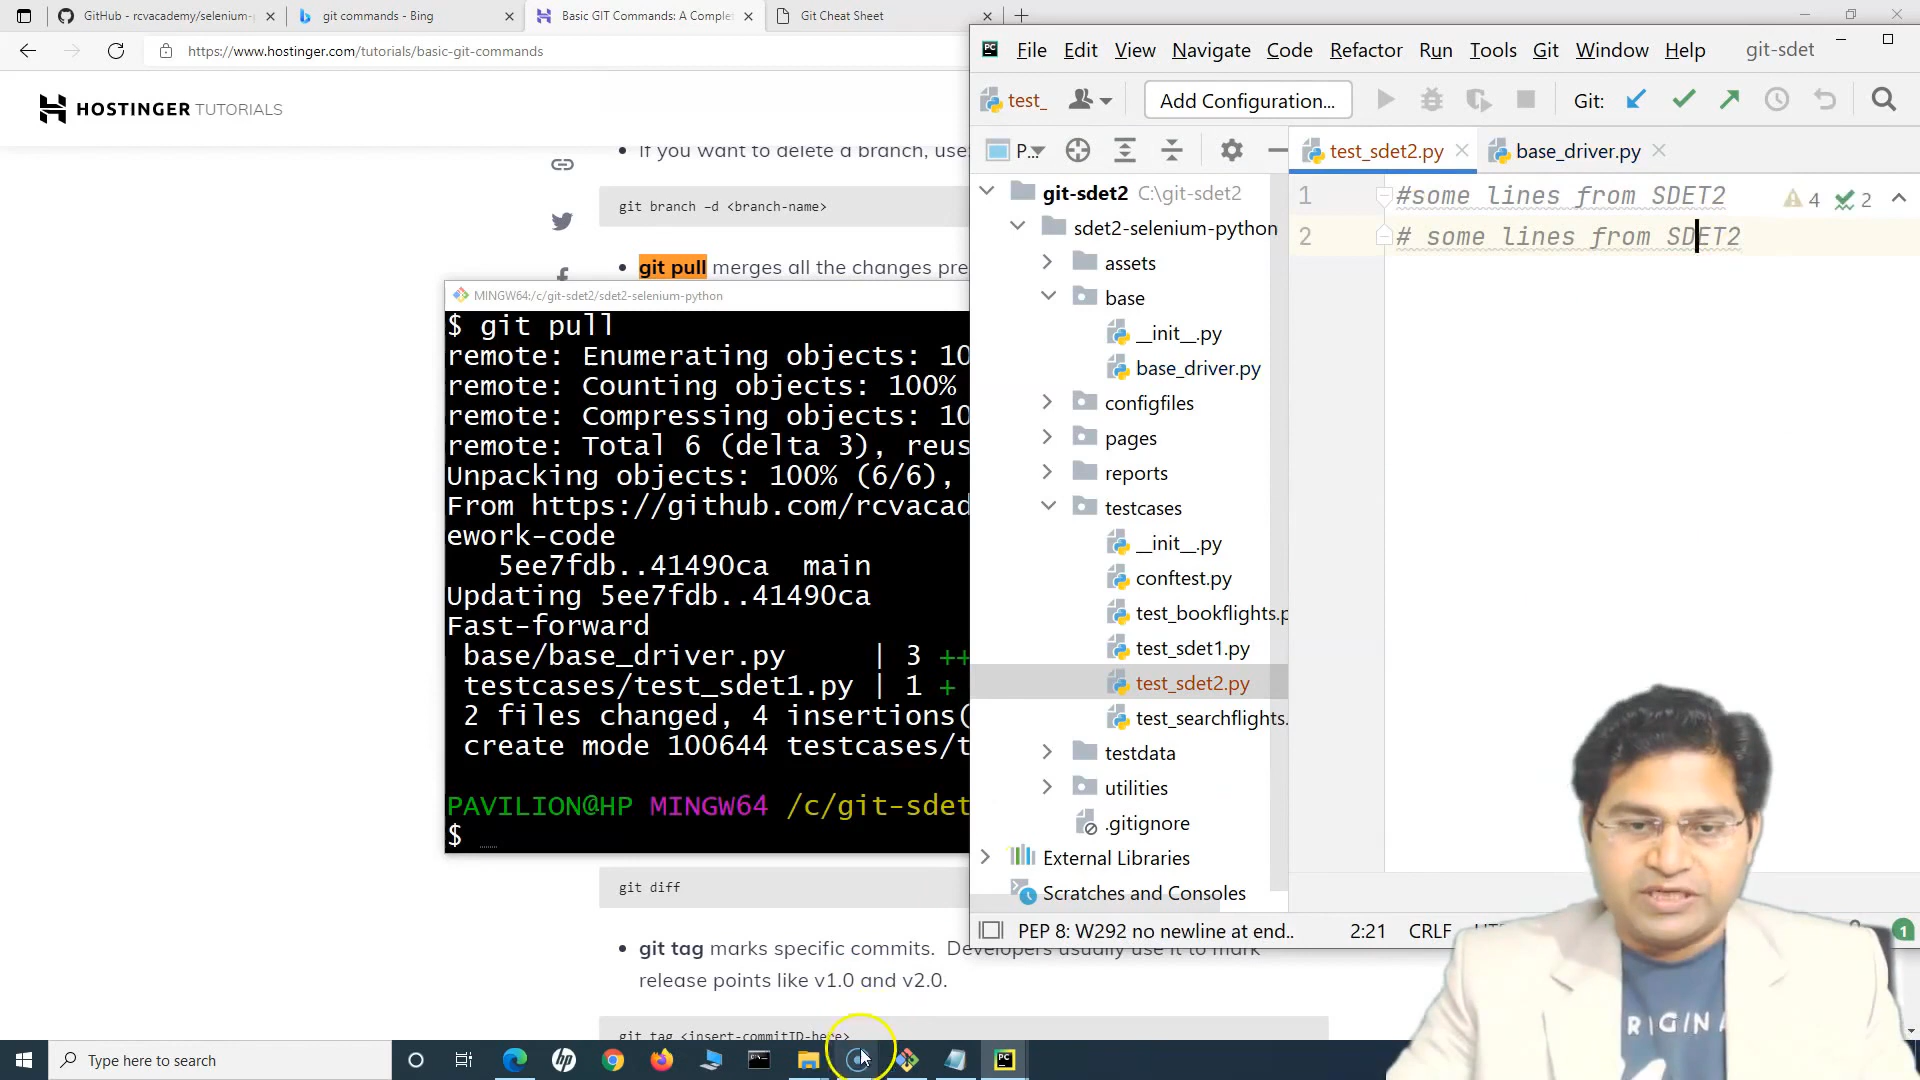 GitHub - rcvacademy/selenium-
git commands - Bing
Basic GIT Commands: A Complet
Git Cheat Sheet
https://www.hostinger.com/tutorials/basic-git-commands
HOSTINGER TUTORIALS
If you want to delete a branch, use:
git branch –d <branch-name>
git pull merges all the changes pre
MINGW64:/c/git-sdet2/sdet2-selenium-python
$ git pull
remote: Enumerating objects: 10
remote: Counting objects: 100%
remote: Compressing objects: 10
remote: Total 6 (delta 3), reus
Unpacking objects: 100% (6/6),
From https://github.com/rcvacad
ework-code
5ee7fdb..41490ca main
Updating 5ee7fdb..41490ca
Fast-forward
base/base_driver.py | 3 ++
testcases/test_sdet1.py | 1 +
2 files changed, 4 insertions(
create mode 100644 testcases/t
PAVILION@HP MINGW64 /c/git-sdet
$
git diff
git tag marks specific commits. Developers usually use it to mark
release points like v1.0 and v2.0.
git tag <insert-commitID-here>
PC File Edit View Navigate Code Refactor Run Tools Git Window Help git-sdet
test_ Add Configuration... Git:
P... test_sdet2.py base_driver.py
git-sdet2 C:\git-sdet2
sdet2-selenium-python
assets
base
__init__.py
base_driver.py
configfiles
pages
reports
testcases
__init__.py
conftest.py
test_bookflights.p
test_sdet1.py
test_sdet2.py
test_searchflights.
testdata
utilities
.gitignore
External Libraries
Scratches and Consoles
1 #some lines from SDET2 4 2
2 # some lines from SDET2
PEP 8: W292 no newline at end.. 2:21 CRLF 1
RIGINA
Type here to search
hp
PC